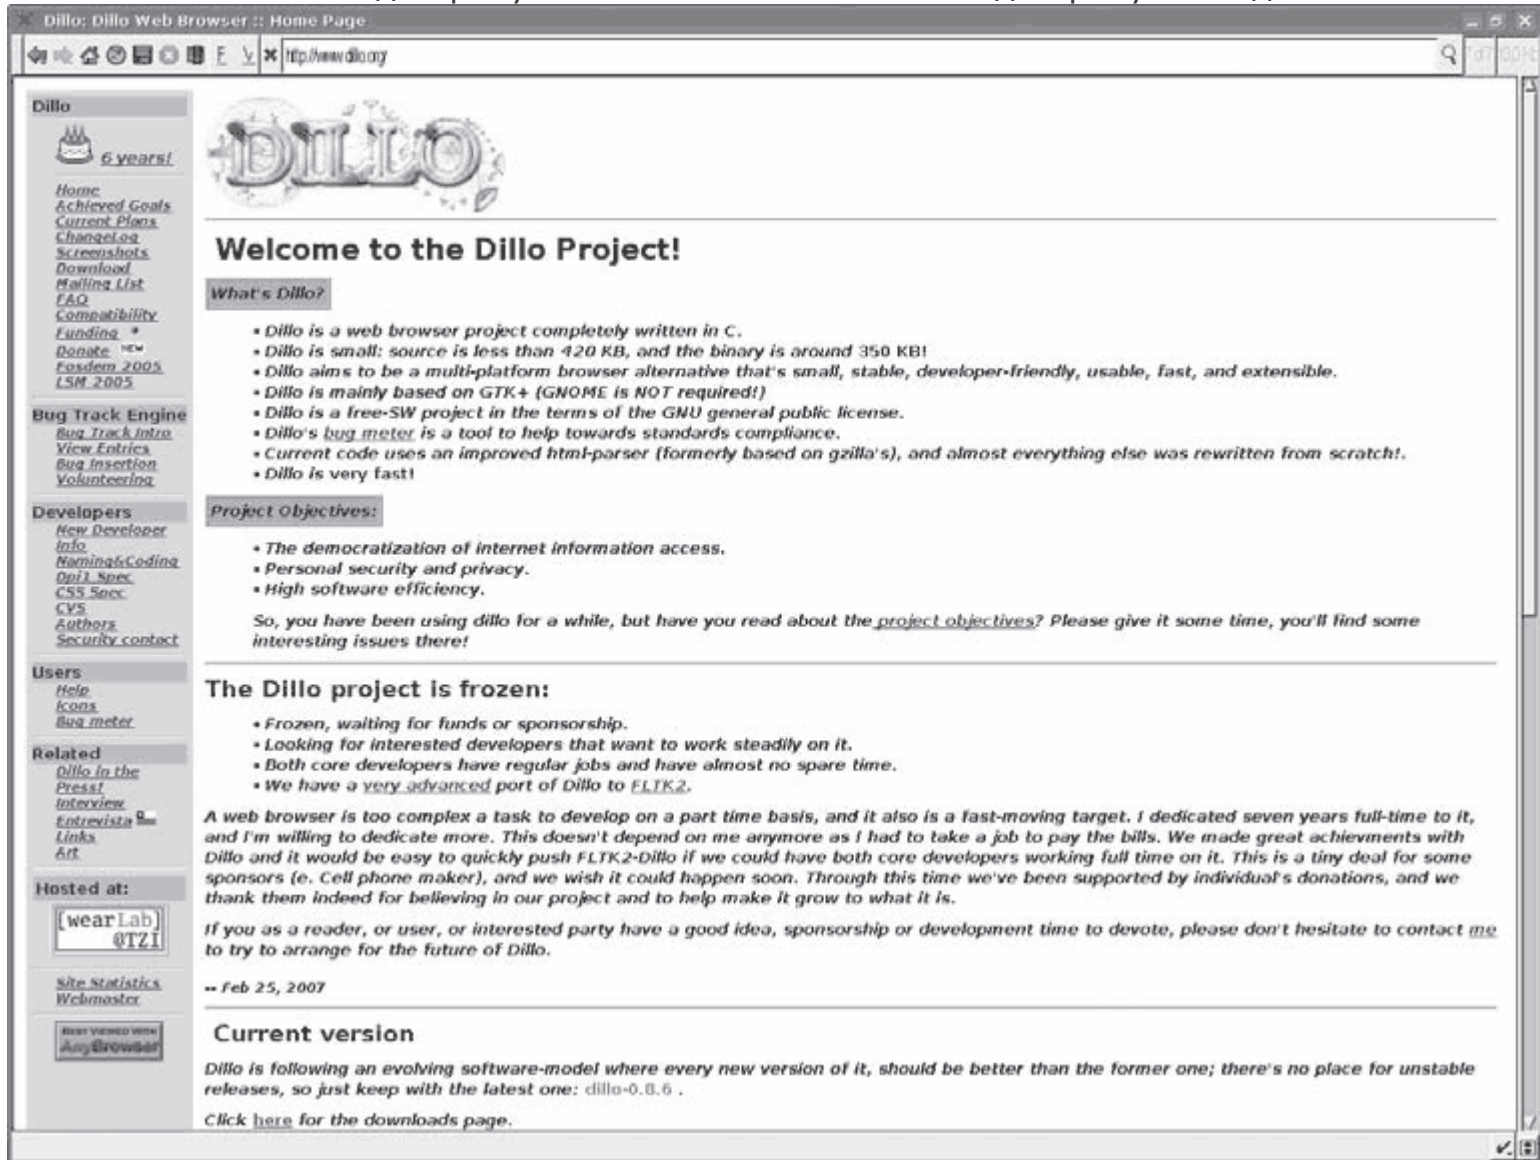 Dillo: Dillo Web Browser :: Home Page
F V http://www.dillo.org/
Dillo
6 years!
Home
Achieved Goals
Current Plans
ChangeLog
Screenshots
Download
Mailing List
FAQ
Compatibility
Funding *
Donate NEW
Fosdem 2005
LSM 2005
Bug Track Engine
Bug Track Intro
View Entries
Bug Insertion
Volunteering
Developers
New Developer
Info
Naming&Coding
Dpi1 Spec
CSS Spec
CVS
Authors
Security contact
Users
Help
Icons
Bug meter
Related
Dillo in the
Press!
Interview
Entrevista
Links
Art
Hosted at:
[wearLab]
@TZI
Site Statistics
Webmaster
BEST VIEWED WITH
AnyBrowser
DILLO
Welcome to the Dillo Project!
What's Dillo?
▪ Dillo is a web browser project completely written in C.
▪ Dillo is small: source is less than 420 KB, and the binary is around 350 KB!
▪ Dillo aims to be a multi-platform browser alternative that's small, stable, developer-friendly, usable, fast, and extensible.
▪ Dillo is mainly based on GTK+ (GNOME is NOT required!)
▪ Dillo is a free-SW project in the terms of the GNU general public license.
▪ Dillo's bug meter is a tool to help towards standards compliance.
▪ Current code uses an improved html-parser (formerly based on gzilla's), and almost everything else was rewritten from scratch!.
▪ Dillo is very fast!
Project Objectives:
▪ The democratization of internet information access.
▪ Personal security and privacy.
▪ High software efficiency.
So, you have been using dillo for a while, but have you read about the project objectives? Please give it some time, you'll find some
interesting issues there!
The Dillo project is frozen:
▪ Frozen, waiting for funds or sponsorship.
▪ Looking for interested developers that want to work steadily on it.
▪ Both core developers have regular jobs and have almost no spare time.
▪ We have a very advanced port of Dillo to FLTK2.
A web browser is too complex a task to develop on a part time basis, and it also is a fast-moving target. I dedicated seven years full-time to it,
and I'm willing to dedicate more. This doesn't depend on me anymore as I had to take a job to pay the bills. We made great achievments with
Dillo and it would be easy to quickly push FLTK2-Dillo if we could have both core developers working full time on it. This is a tiny deal for some
sponsors (e. Cell phone maker), and we wish it could happen soon. Through this time we've been supported by individual's donations, and we
thank them indeed for believing in our project and to help make it grow to what it is.
If you as a reader, or user, or interested party have a good idea, sponsorship or development time to devote, please don't hesitate to contact me
to try to arrange for the future of Dillo.
-- Feb 25, 2007
Current version
Dillo is following an evolving software-model where every new version of it, should be better than the former one; there's no place for unstable
releases, so just keep with the latest one: dillo-0.8.6 .
Click here for the downloads page.